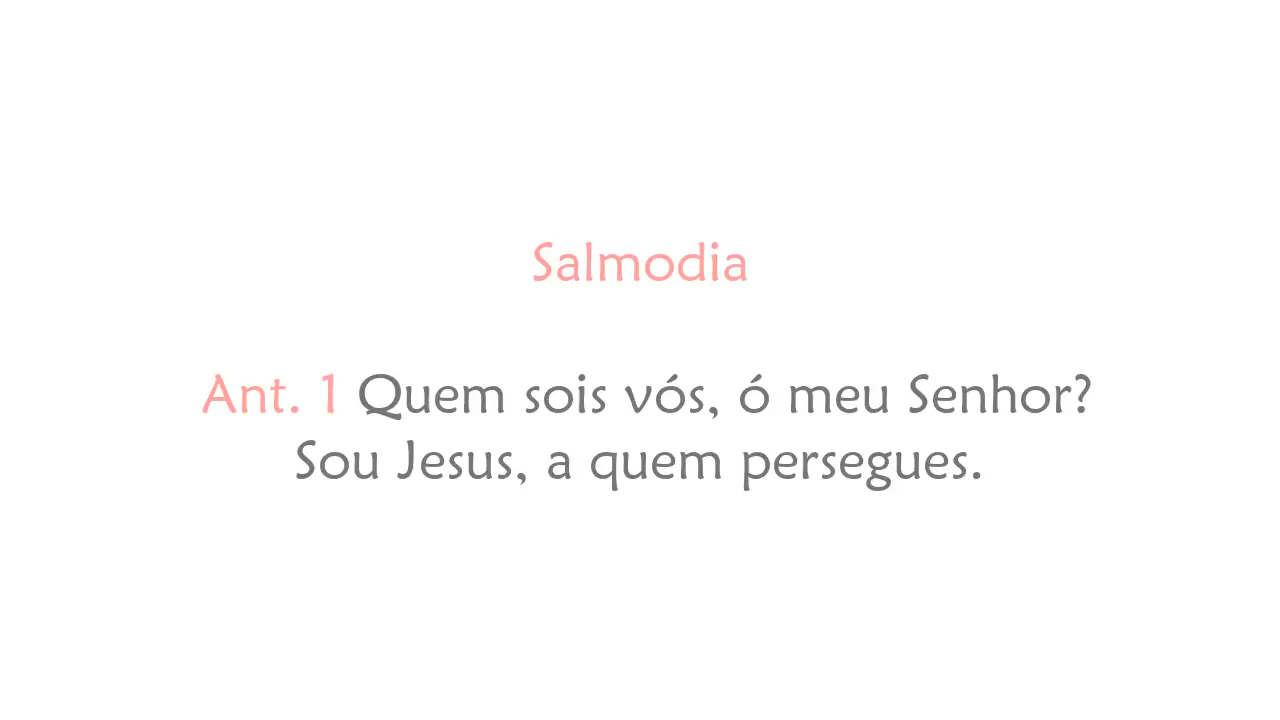 Salmodia
Ant. 1 Quem sois vós, ó meu Senhor?
Sou Jesus, a quem persegues.